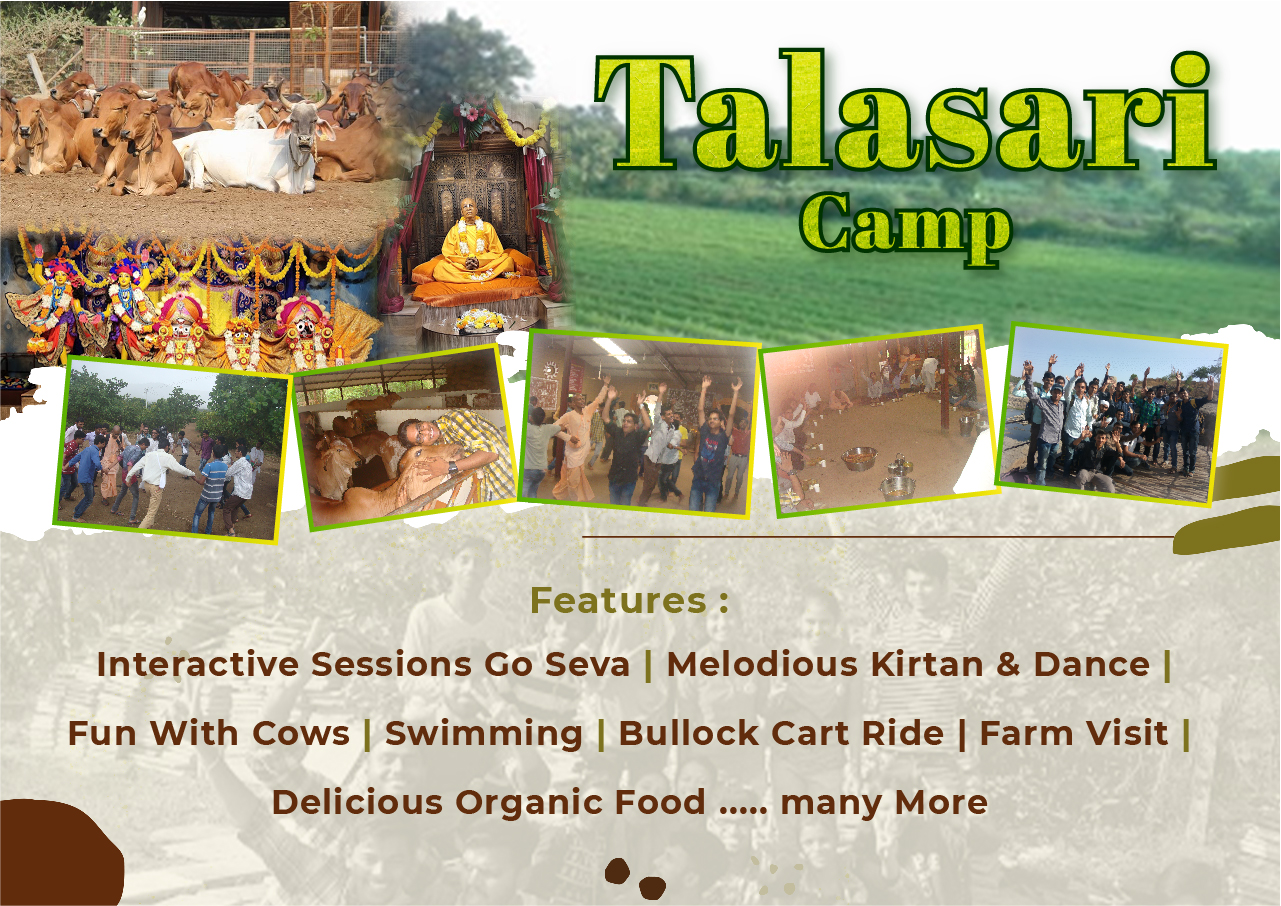 Talasari
Camp
Features :
Interactive Sessions Go Seva | Melodious Kirtan & Dance |
Fun With Cows | Swimming | Bullock Cart Ride | Farm Visit |
Delicious Organic Food ..... many More